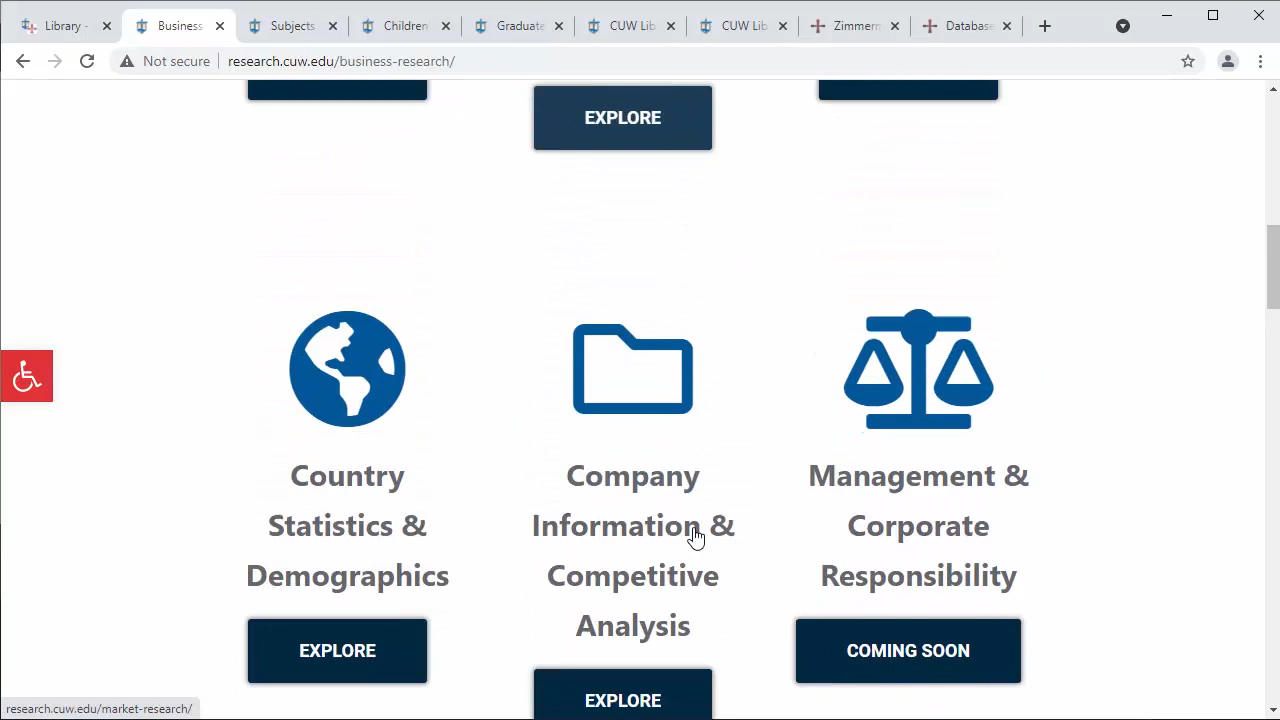 Library -
Business
Subjects
Children
Graduate
CUW Lib
CUW Lib
Zimmerm
Database
Not secure
research.cuw.edu/business-research/
EXPLORE
Country
Statistics &
Demographics
EXPLORE
Company
Information &
Competitive
Analysis
EXPLORE
Management &
Corporate
Responsibility
COMING SOON
research.cuw.edu/market-research/